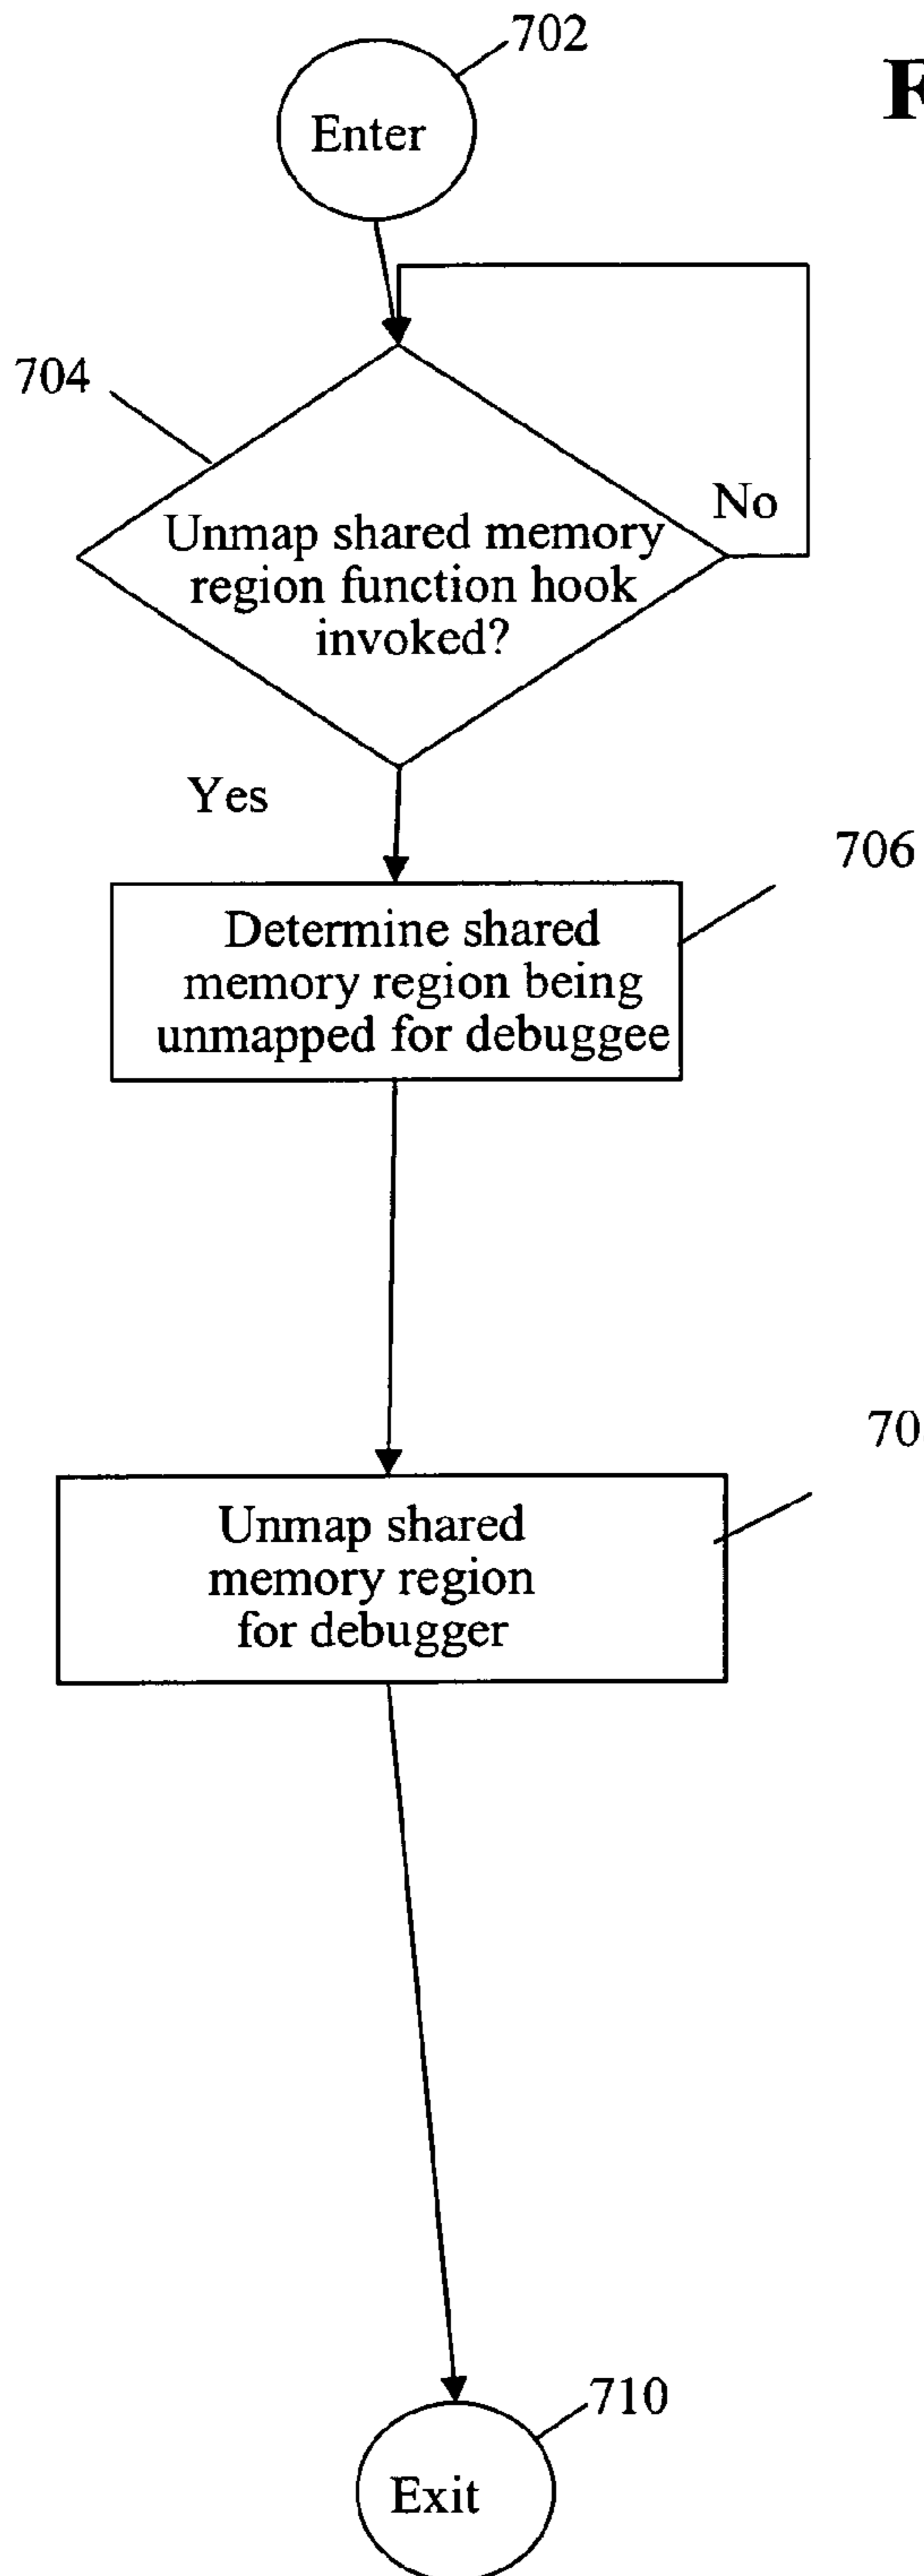 702
F
Enter
704
No
Unmap shared memory
region function hook
invoked?
Yes
706
Determine shared
memory region being
unmapped for debuggee
70
Unmap shared
memory region
for debugger
710
Exit